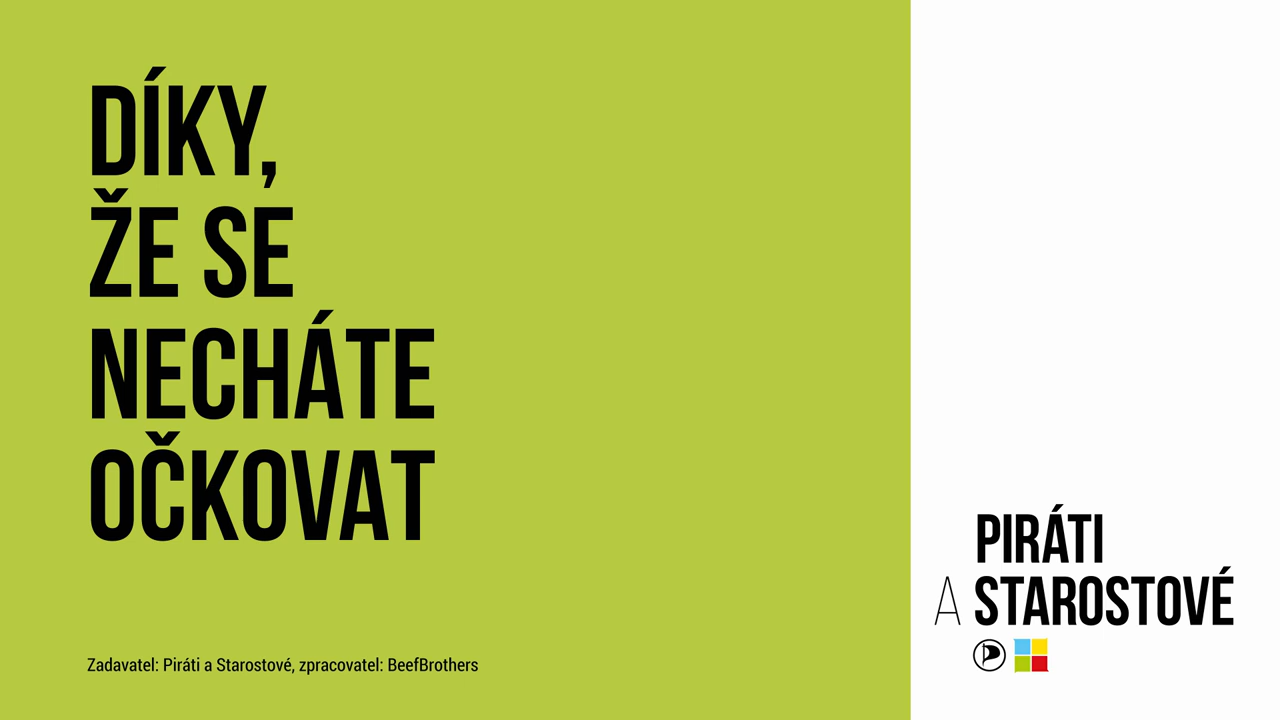 DÍKY,
ŽE SE
NECHÁTE
OČKOVAT
Zadavatel: Piráti a Starostové, zpracovatel: BeefBrothers
PIRÁTI
A STAROSTOVÉ